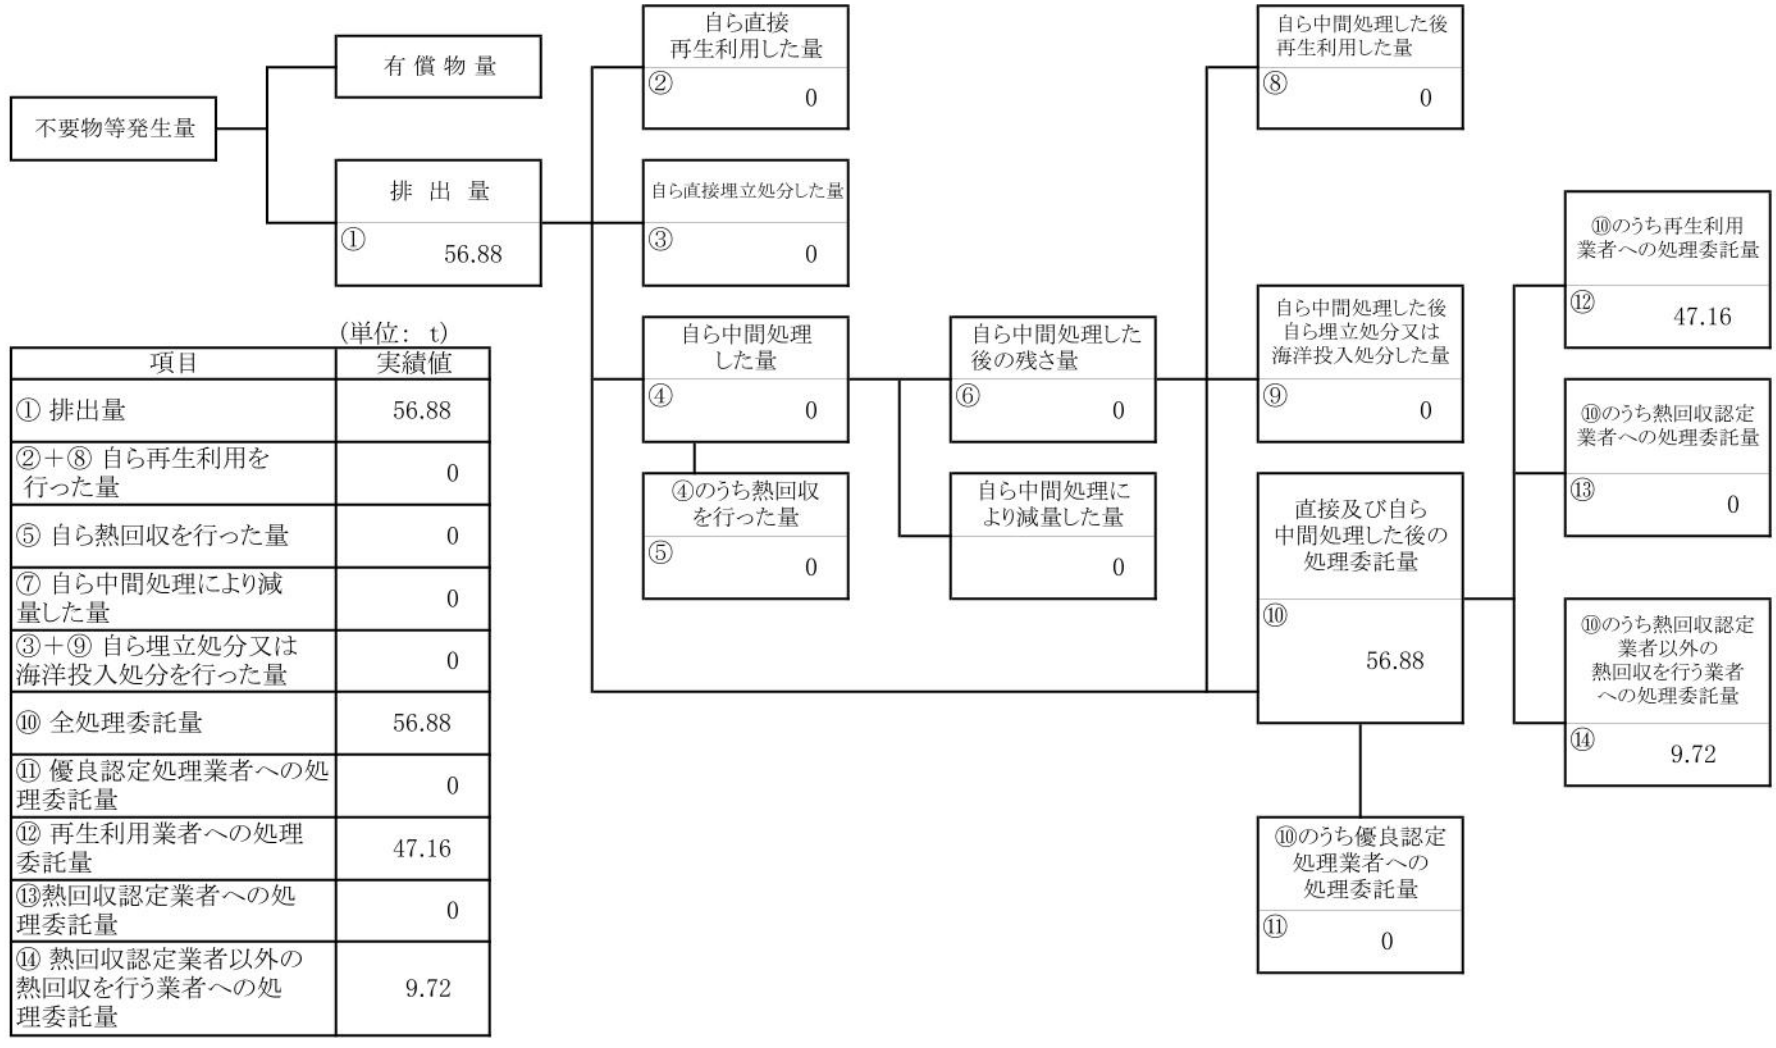 不要物等発生量
有 償 物 量
排 出 量
①
56.88
自ら直接
再生利用した量
②
0
自ら直接埋立処分した量
③
0
自ら中間処理
した量
④
0
④のうち熱回収
を行った量
⑤
0
自ら中間処理した
後の残さ量
⑥
0
自ら中間処理に
より減量した量
0
自ら中間処理した後
再生利用した量
⑧
0
自ら中間処理した後
自ら埋立処分又は
海洋投入処分した量
⑨
0
直接及び自ら
中間処理した後の
処理委託量
⑩
56.88
⑩のうち優良認定
処理業者への
処理委託量
⑪
0
⑩のうち再生利用
業者への処理委託量
⑫
47.16
⑩のうち熱回収認定
業者への処理委託量
⑬
0
⑩のうち熱回収認定
業者以外の
熱回収を行う業者
への処理委託量
⑭
9.72
(単位: t)
項目 実績値
① 排出量 56.88
②+⑧ 自ら再生利用を
行った量 0
⑤ 自ら熱回収を行った量 0
⑦ 自ら中間処理により減
量した量 0
③+⑨ 自ら埋立処分又は
海洋投入処分を行った量 0
⑩ 全処理委託量 56.88
⑪ 優良認定処理業者への処
理委託量 0
⑫ 再生利用業者への処理
委託量 47.16
⑬熱回収認定業者への処
理委託量 0
⑭ 熱回収認定業者以外の
熱回収を行う業者への処
理委託量 9.72